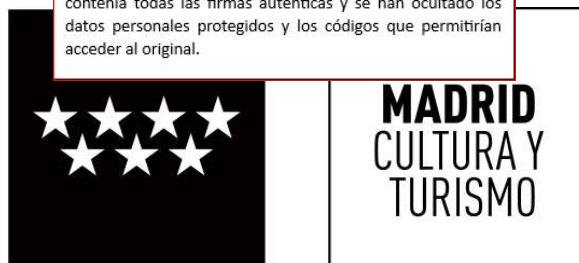 contenía todas las firmas auténticas y se han ocultado los
datos personales protegidos y los códigos que permitirían
acceder al original.
MADRID
CULTURA Y
TURISMO